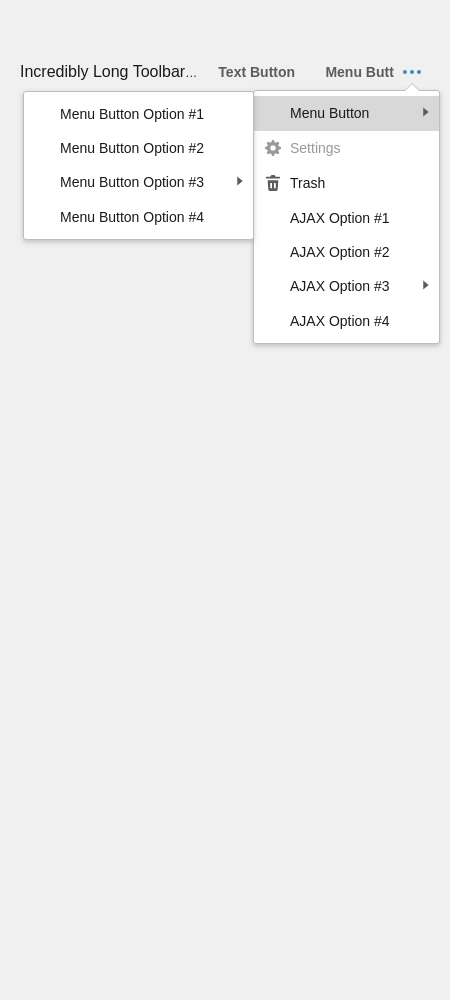 Incredibly Long Toolbar... Text Button Menu Butt
Menu Button Option #1
Menu Button Option #2
Menu Button Option #3
Menu Button Option #4
Menu Button
Settings
Trash
AJAX Option #1
AJAX Option #2
AJAX Option #3
AJAX Option #4